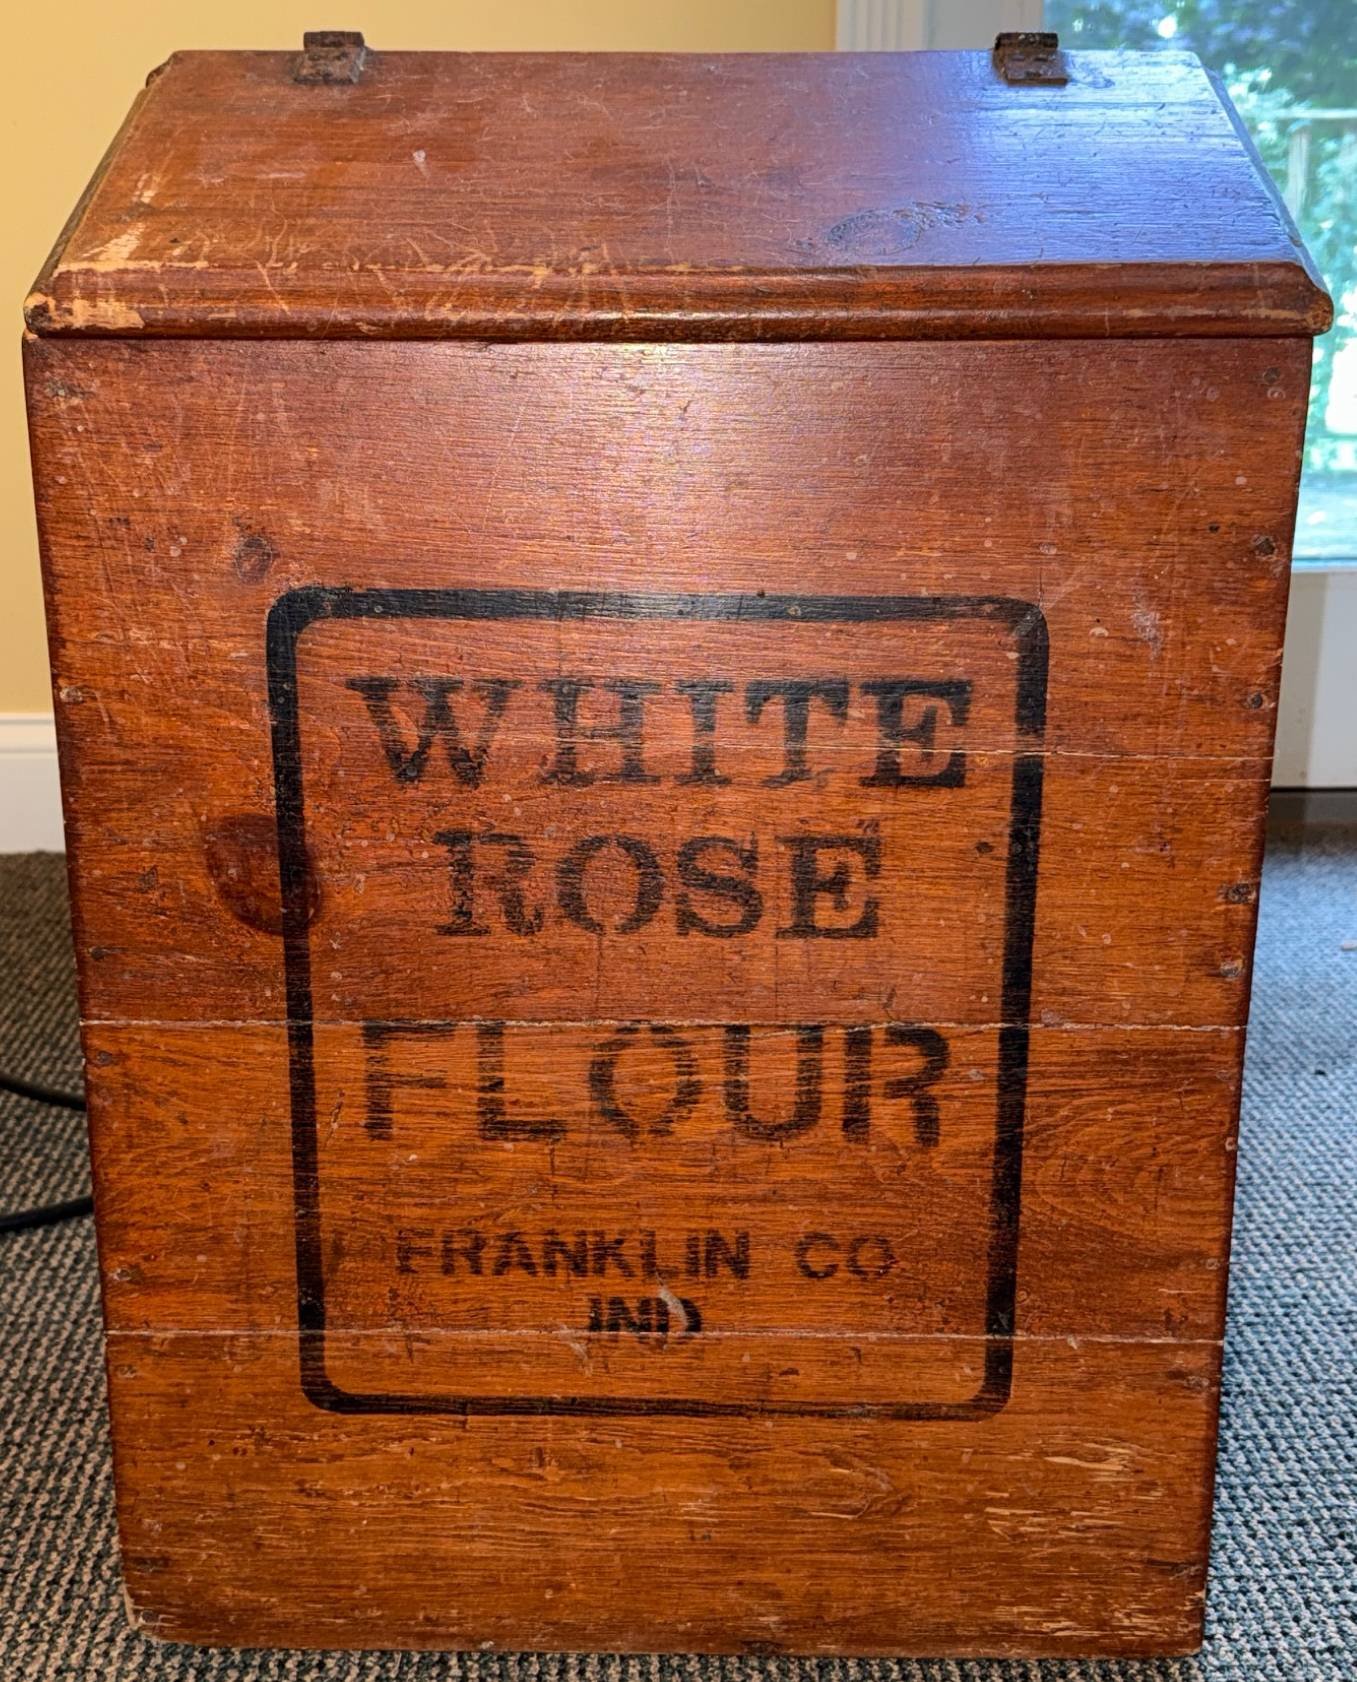 WHITE
ROSE
FLOUR
FRANKLIN CO
IND